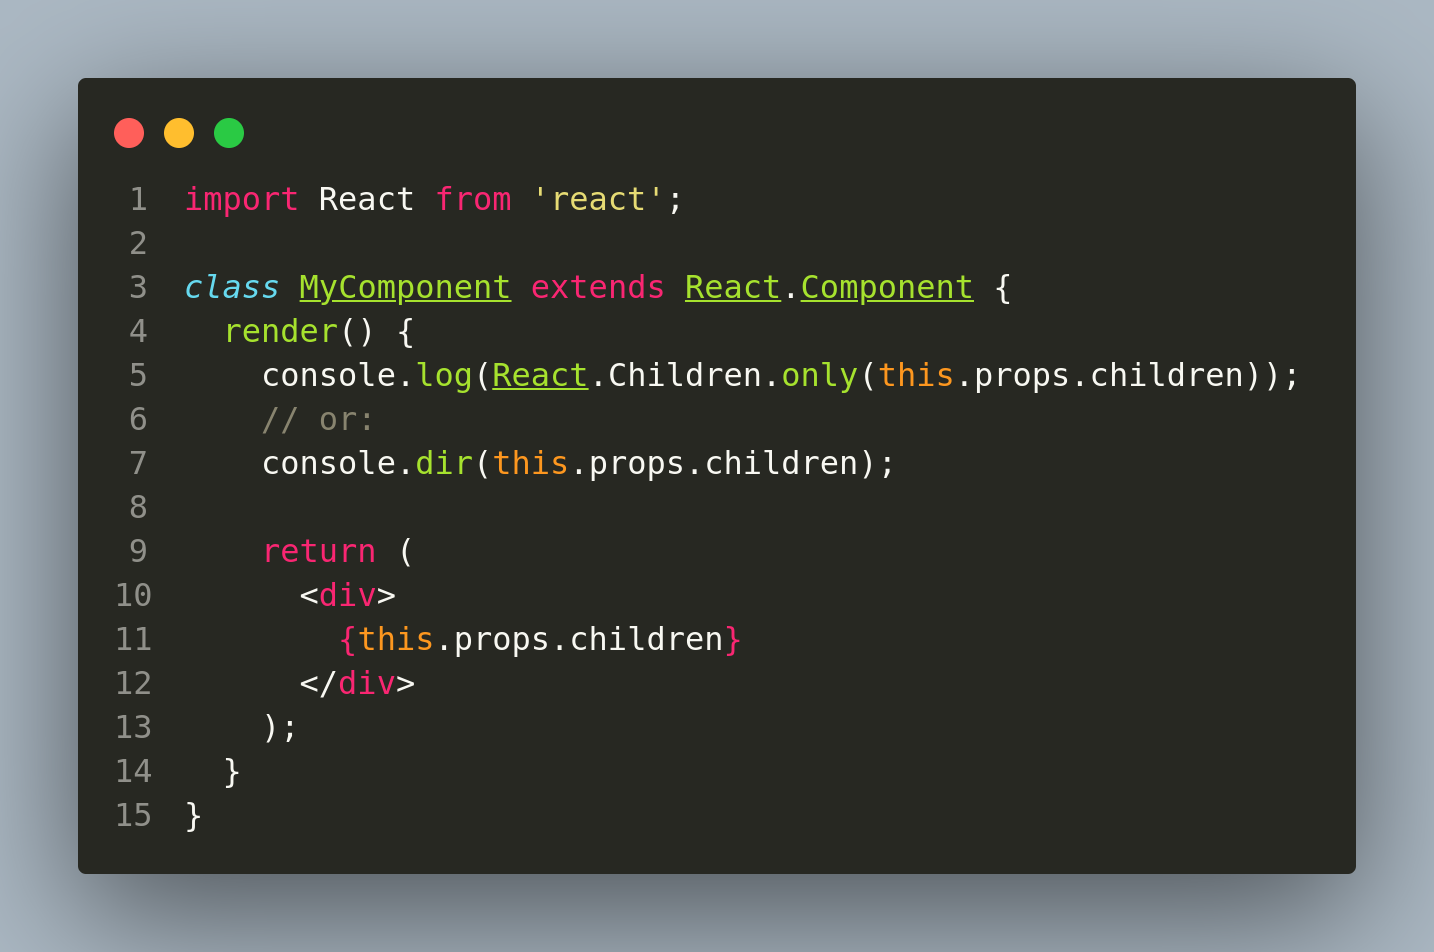 1 import React from 'react';
2
3 class MyComponent extends React.Component {
4   render() {
5     console.log(React.Children.only(this.props.children));
6     // or:
7     console.dir(this.props.children);
8
9     return (
10       <div>
11         {this.props.children}
12       </div>
13     );
14   }
15 }